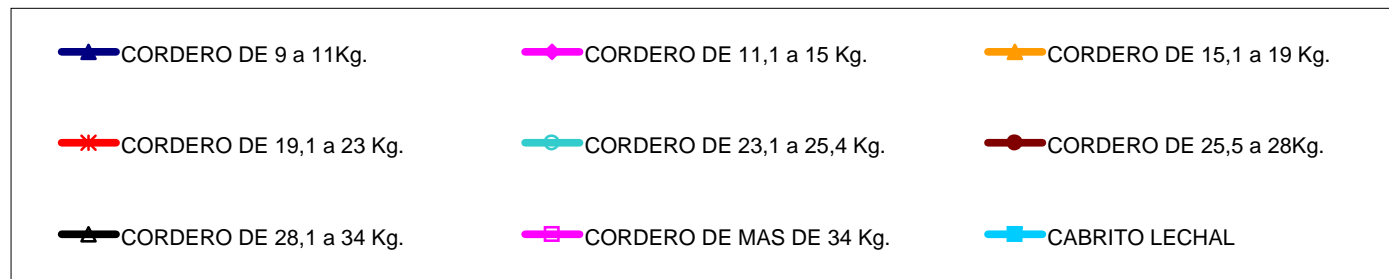 CORDERO DE 9 a 11Kg.
CORDERO DE 11,1 a 15 Kg.
CORDERO DE 15,1 a 19 Kg.
CORDERO DE 19,1 a 23 Kg.
CORDERO DE 23,1 a 25,4 Kg.
CORDERO DE 25,5 a 28Kg.
CORDERO DE 28,1 a 34 Kg.
CORDERO DE MAS DE 34 Kg.
CABRITO LECHAL